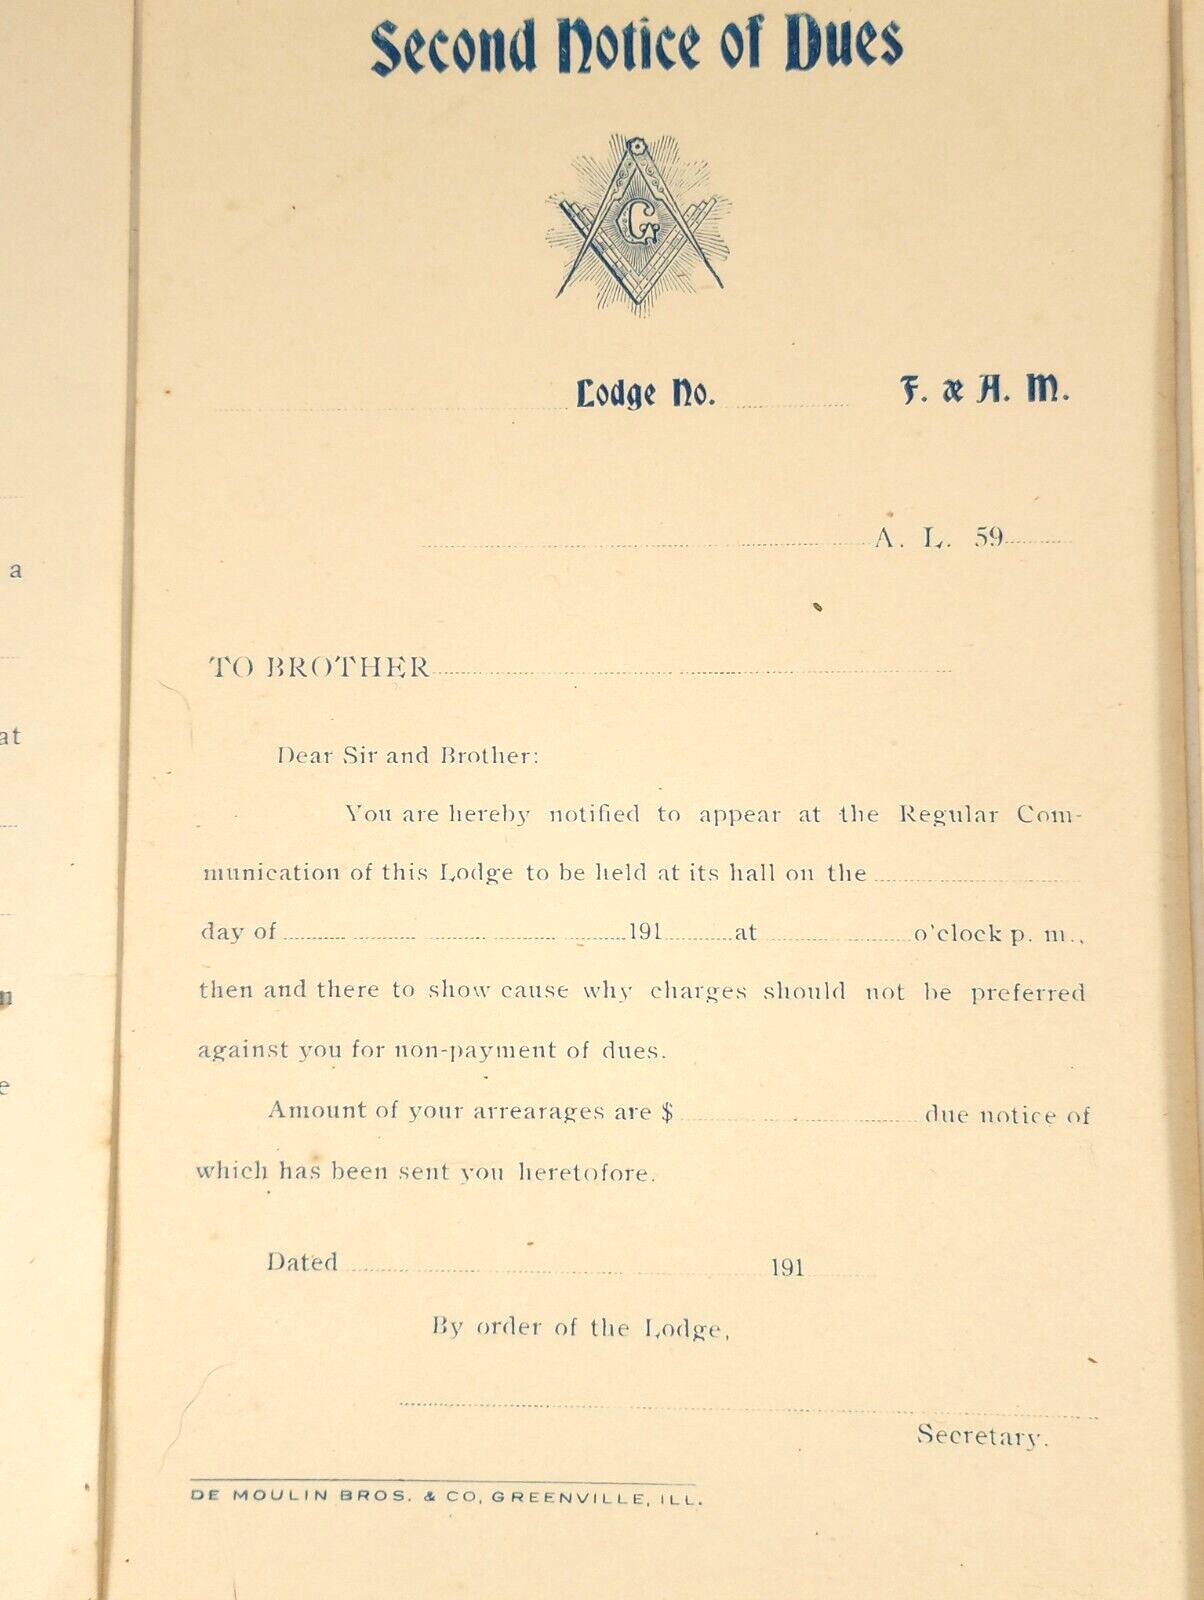 Second Notice of Dues
G
Lodge No. F. & A. M.
A. L. 59
TO BROTHER
Dear Sir and Brother:
You are hereby notified to appear at the Regular Com-
munication of this Lodge to be held at its hall on the
day of 191 at o'clock p. m.,
then and there to show cause why charges should not be preferred
against you for non-payment of dues.
Amount of your arrearages are $ due notice of
which has been sent you heretofore.
Dated 191
By order of the Lodge,
Secretary.
DE MOULIN BROS. & CO, GREENVILLE, ILL.
a
at
n
e